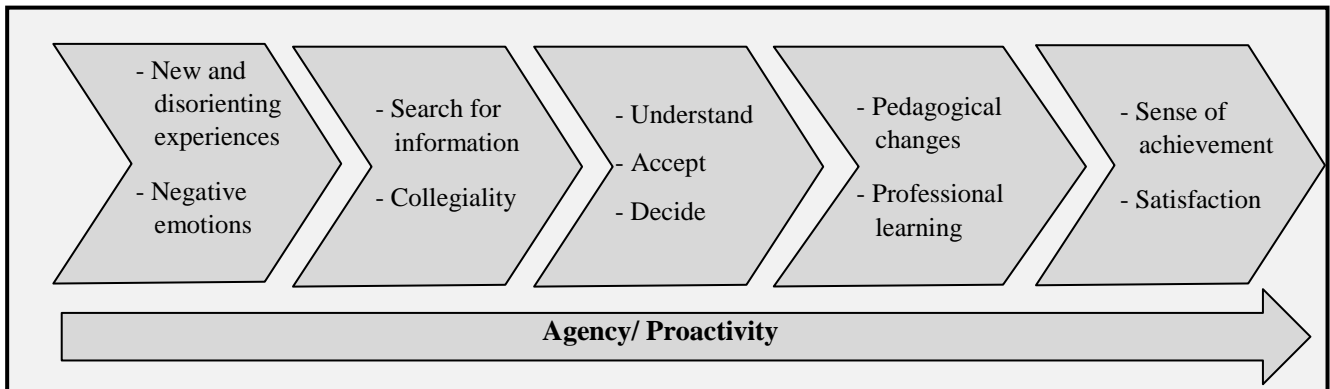 - New and
disorienting
experiences
- Negative
emotions
- Search for
information
- Collegiality
- Understand
- Accept
- Decide
- Pedagogical
changes
- Professional
learning
- Sense of
achievement
- Satisfaction
Agency/ Proactivity